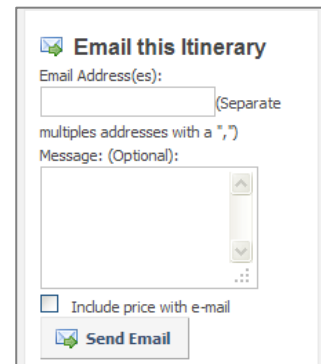 Email this Itinerary
Email Address(es):
(Separate
multiples addresses with a ",")
Message: (Optional):
Include price with e-mail
Send Email